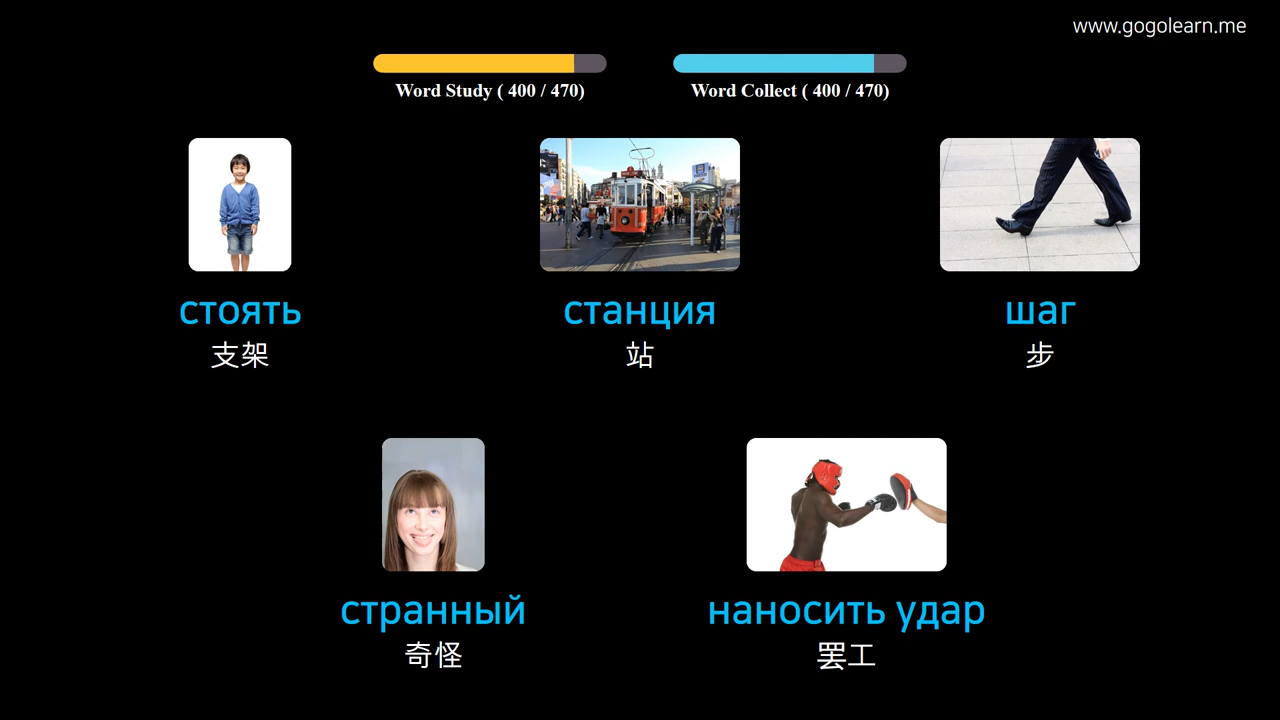 www.gogolearn.me
Word Study ( 400 / 470)
Word Collect ( 400 / 470)
стоять
支架
станция
站
шаг
步
странный
奇怪
наносить удар
罢工